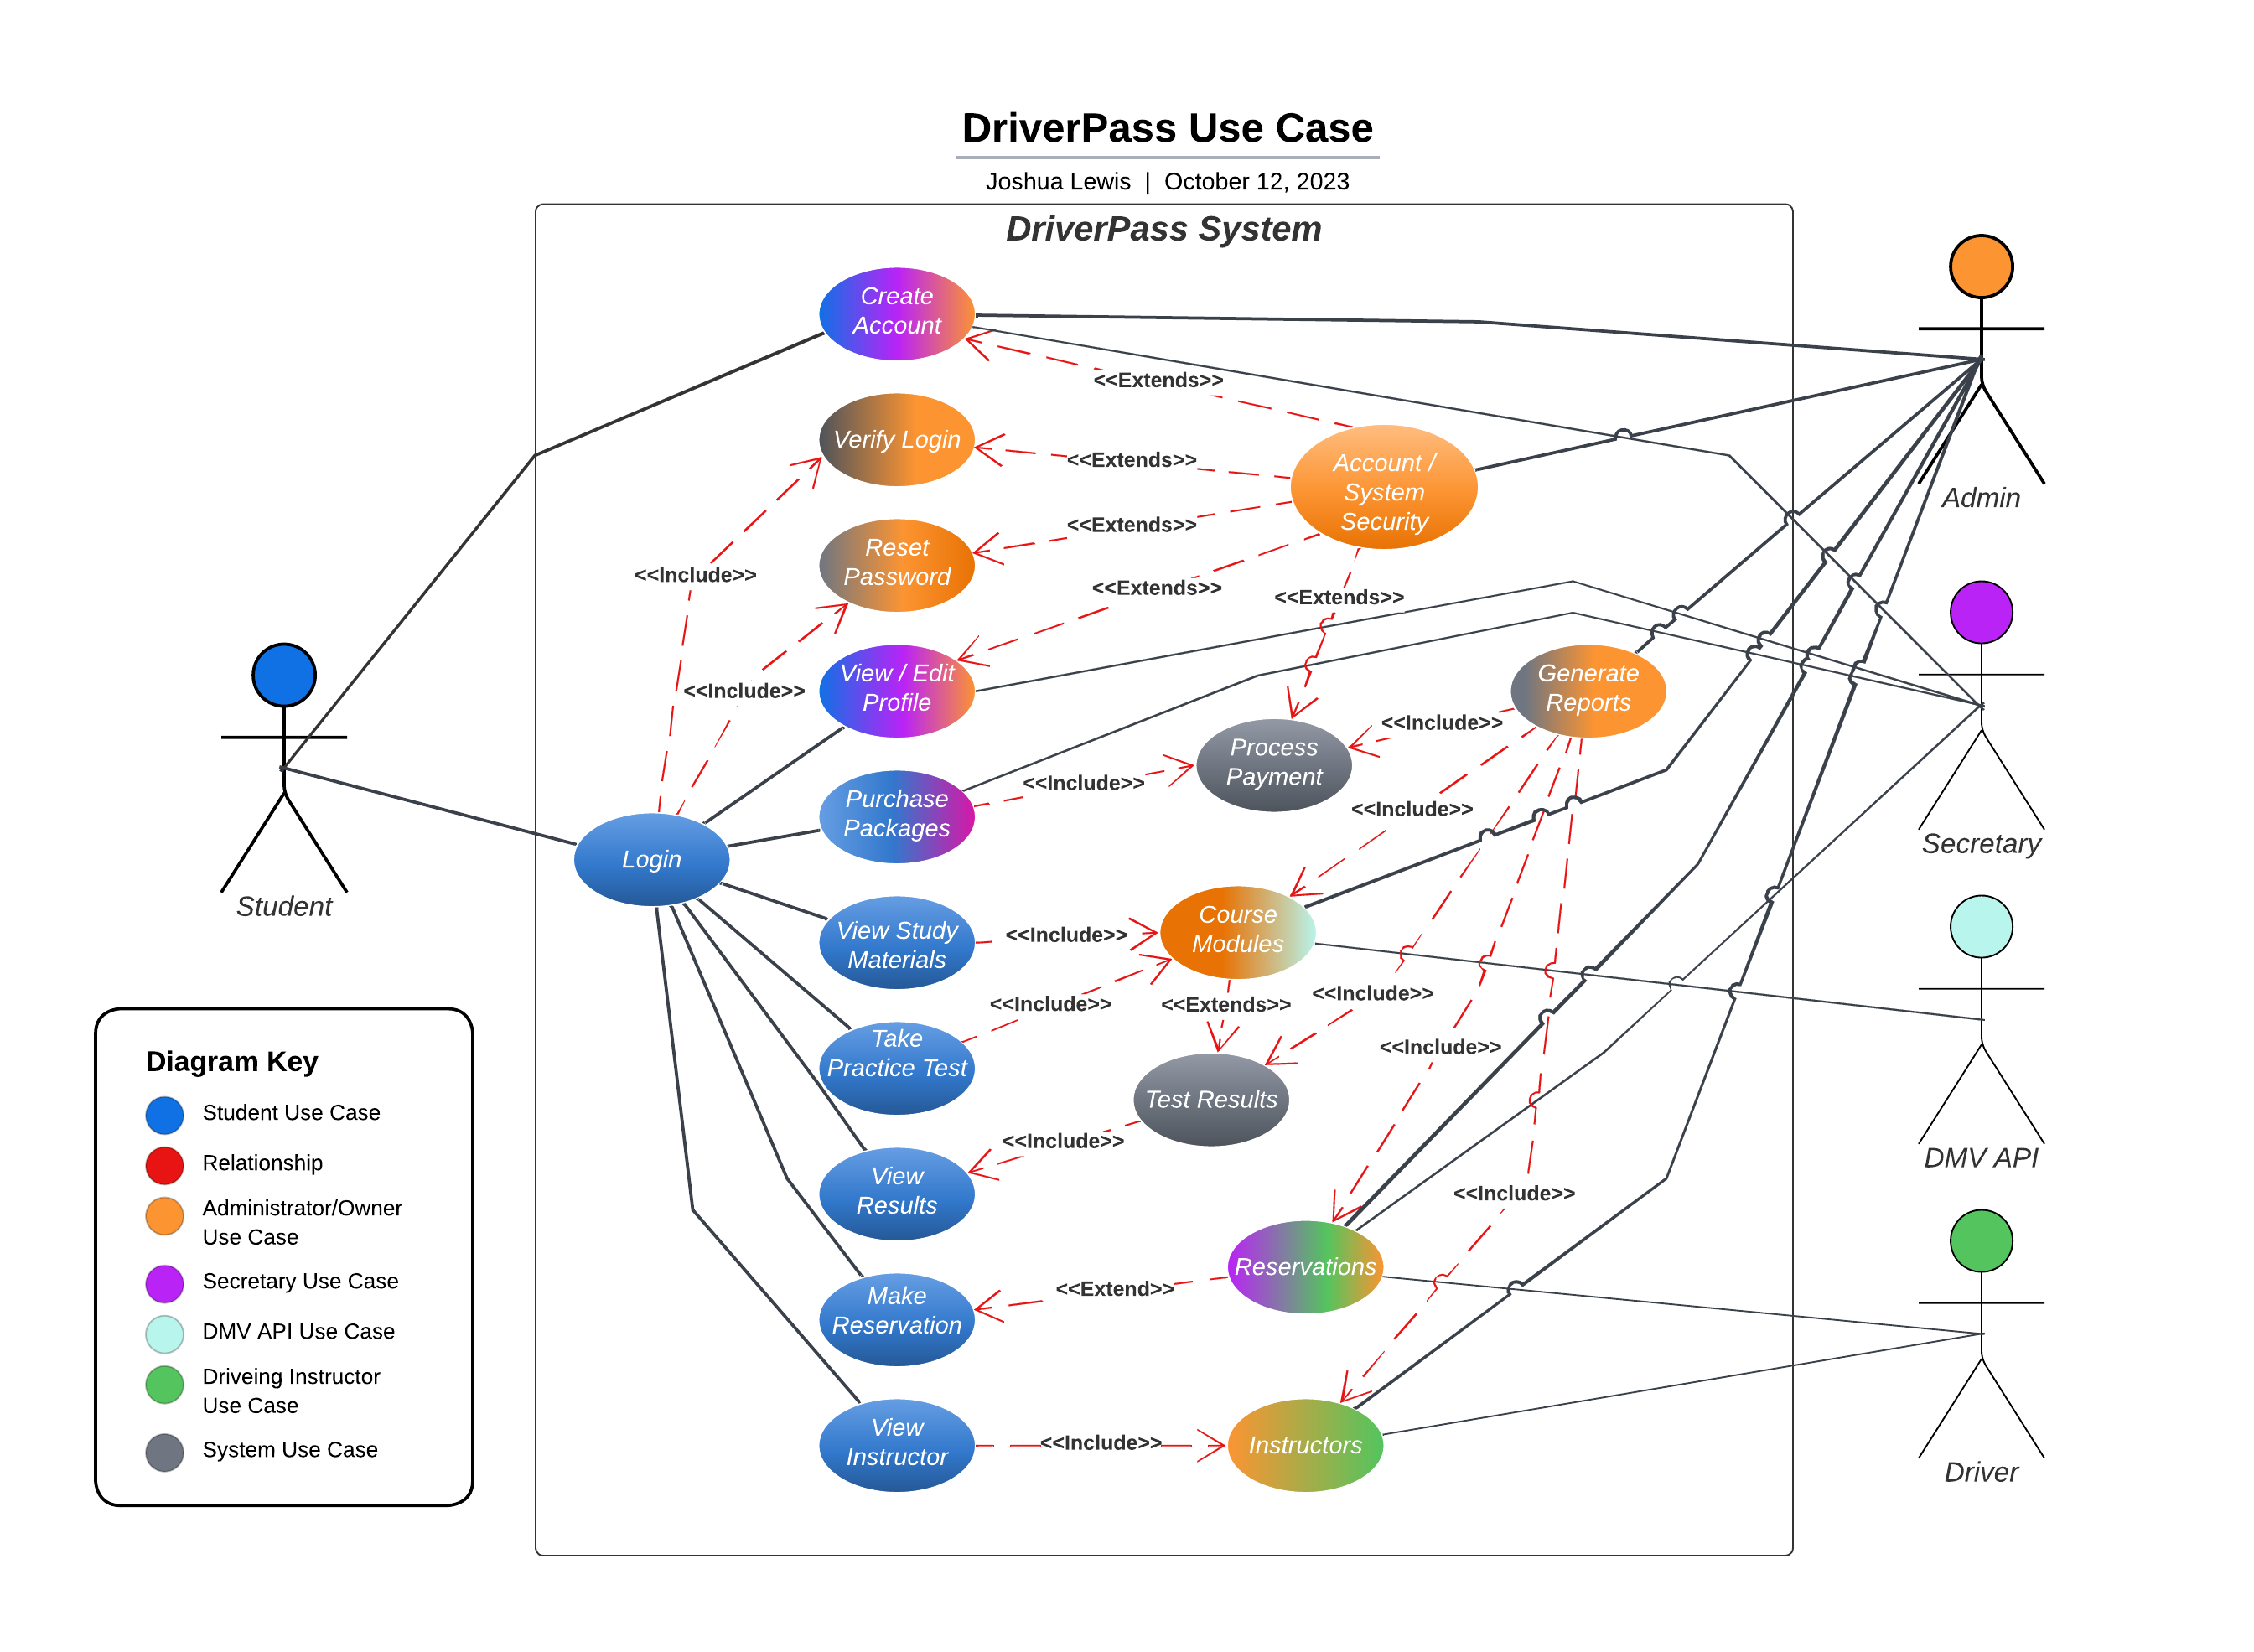 DriverPass Use Case
Joshua Lewis | October 12, 2023
DriverPass System
Create
Account
<<Extends>>
Verify Login
<<Extends>>
Account /
System
Security
Admin
Reset
Password
<<Extends>>
<<Include>>
<<Extends>>
<<Extends>>
View / Edit
Profile
<<Include>>
Generate
Reports
<<Include>>
Process
Payment
<<Include>>
Purchase
Packages
<<Include>>
Secretary
Login
Student
View Study
Materials
<<Include>>
Course
Modules
<<Include>>
<<Extends>>
<<Include>>
Take
Practice Test
<<Include>>
Test Results
<<Include>>
DMV API
View
Results
<<Include>>
Reservations
<<Extend>>
Make
Reservation
View
Instructor
<<Include>>
Instructors
Driver
Diagram Key
Student Use Case
Relationship
Administrator/Owner
Use Case
Secretary Use Case
DMV API Use Case
Driveing Instructor
Use Case
System Use Case